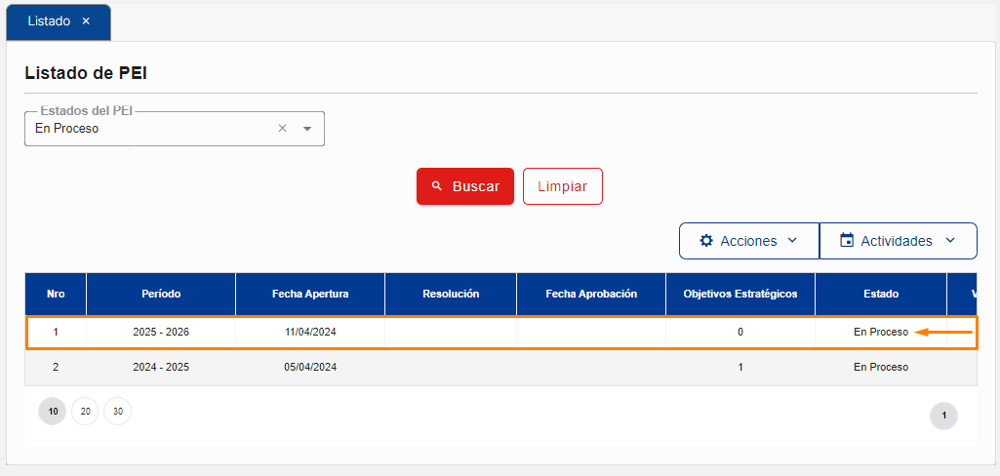 Listado ×
Listado de PEI
Estados del PEI
En Proceso
Buscar Limpiar
Acciones Actividades
Nro Período Fecha Apertura Resolución Fecha Aprobación Objetivos Estratégicos Estado
1 2025 - 2026 11/04/2024 0 En Proceso
2 2024 - 2025 05/04/2024 1 En Proceso
10 20 30 1